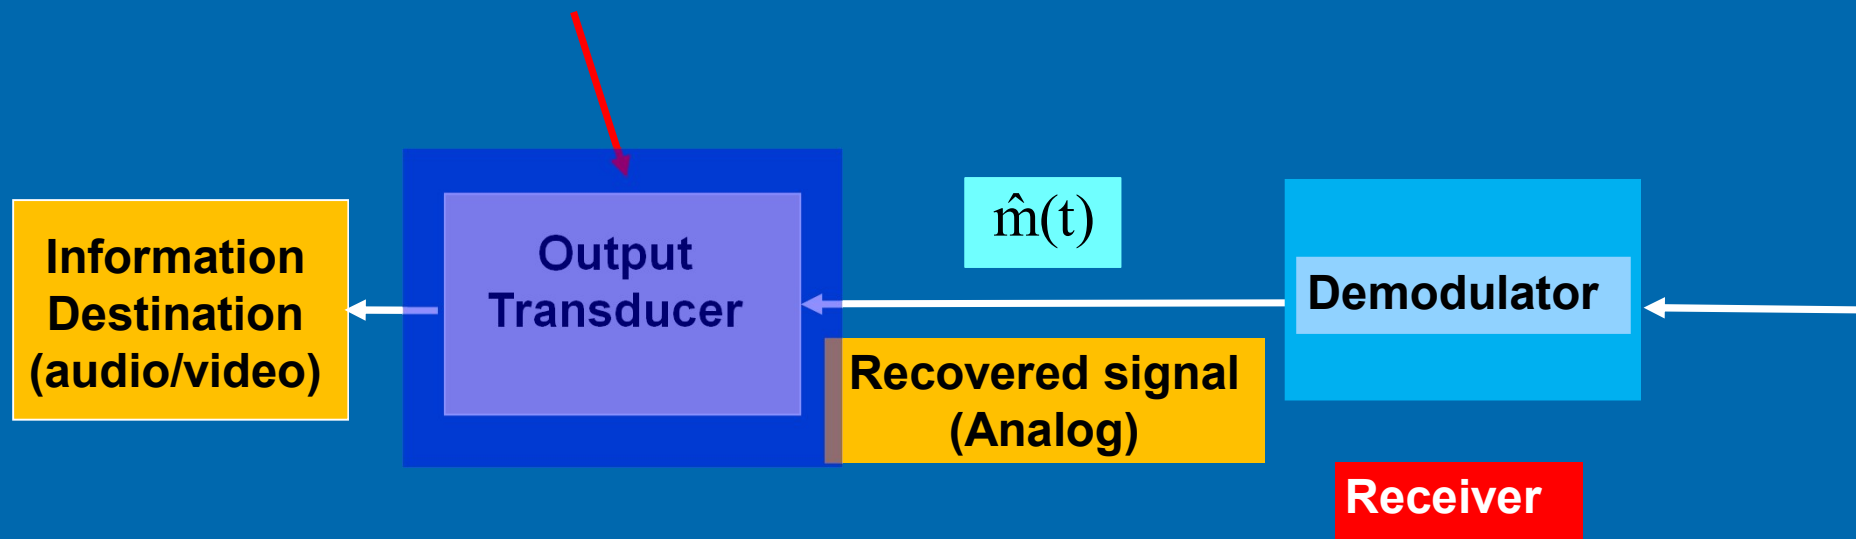 Information
Destination
(audio/video)
Output
Transducer
m̂(t)
Recovered signal
(Analog)
Demodulator
Receiver